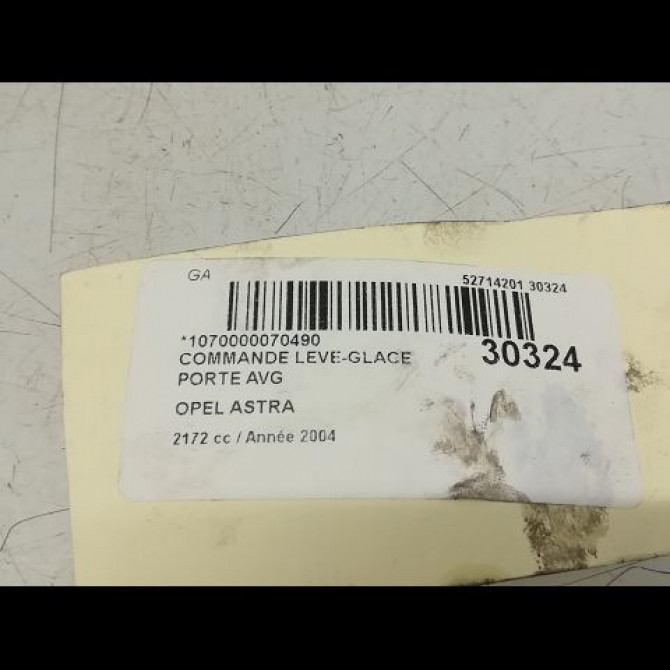 GA
52714201 30324
*1070000070490
30324
COMMANDE LEVE-GLACE
PORTE AVG
OPEL ASTRA
2172 cc / Année 2004